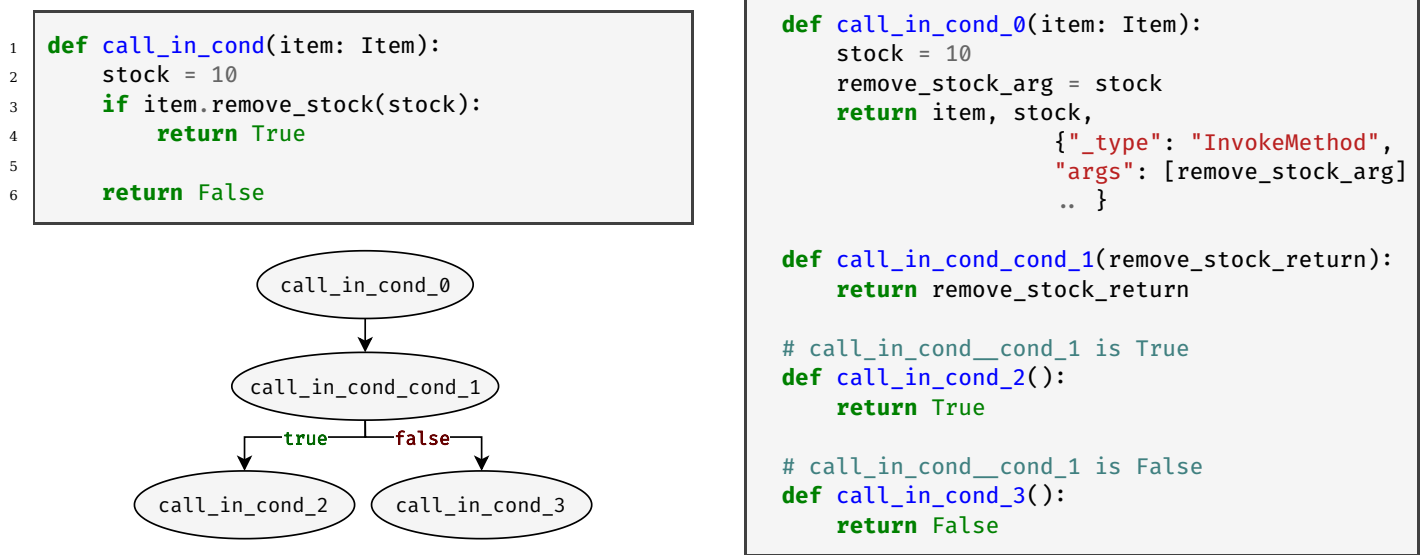 1 def call_in_cond(item: Item):
2     stock = 10
3     if item.remove_stock(stock):
4         return True
5
6     return False
call_in_cond_0
call_in_cond_cond_1
true false
call_in_cond_2 call_in_cond_3
def call_in_cond_0(item: Item):
    stock = 10
    remove_stock_arg = stock
    return item, stock,
                    {"_type": "InvokeMethod",
                    "args": [remove_stock_arg]
                    .. }
def call_in_cond_cond_1(remove_stock_return):
    return remove_stock_return
# call_in_cond__cond_1 is True
def call_in_cond_2():
    return True
# call_in_cond__cond_1 is False
def call_in_cond_3():
    return False